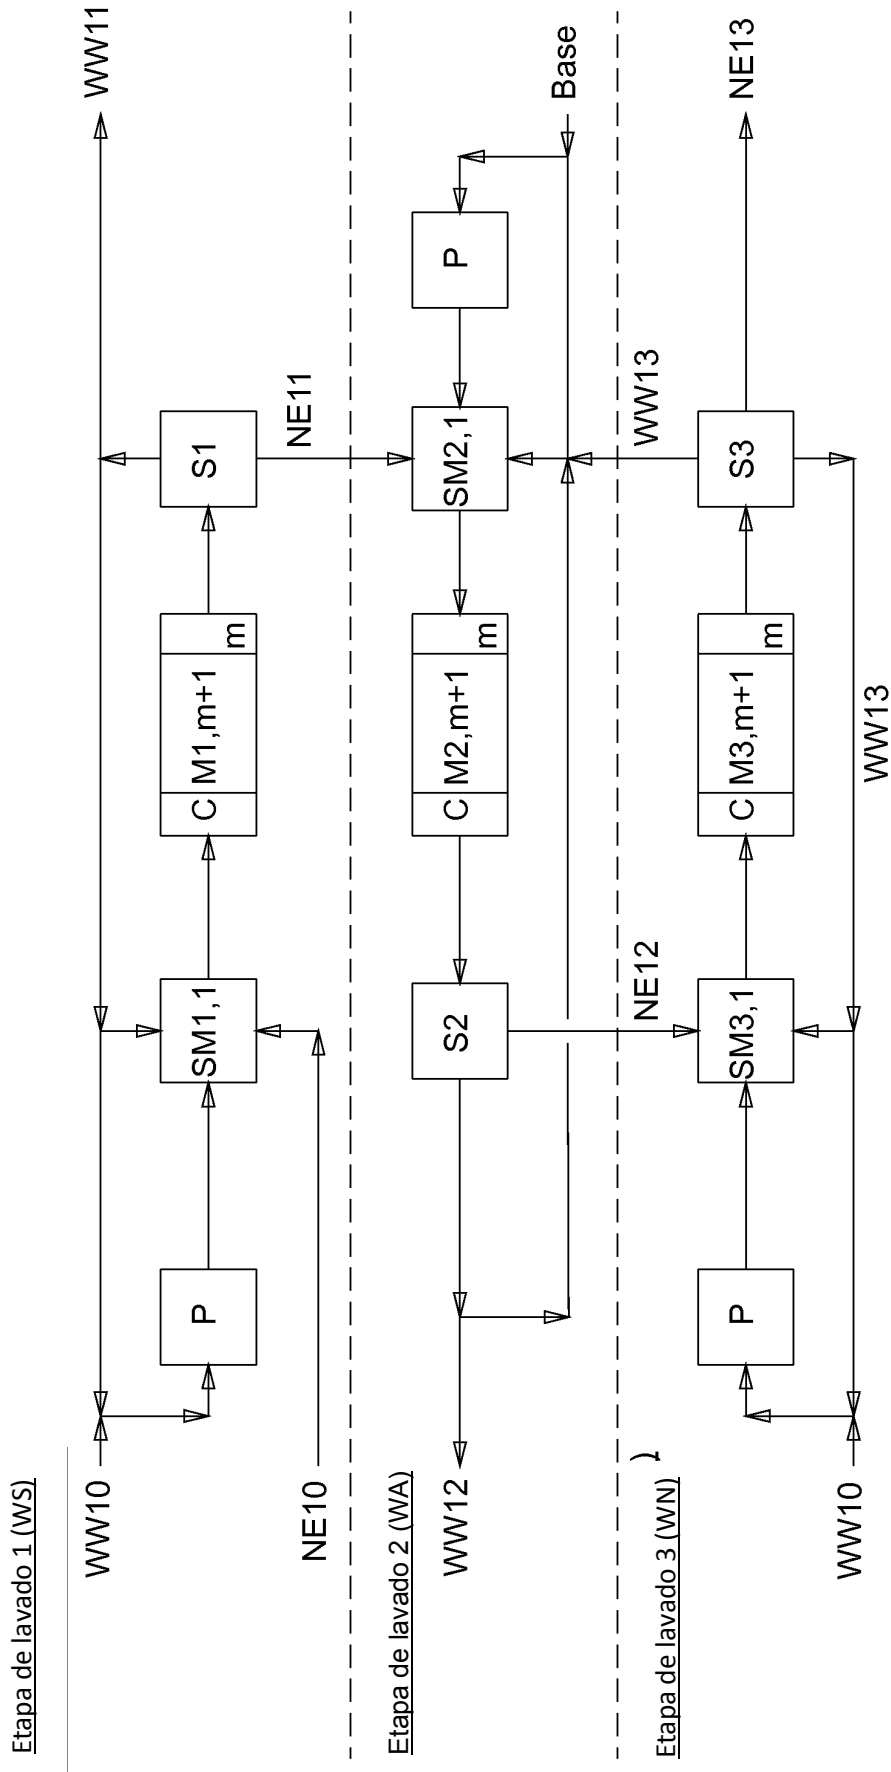 Etapa de lavado 1 (WS)
WW10
WW11
P
SM1,1
C
M1,m+1
m
S1
NE10
NE11
Etapa de lavado 2 (WA)
WW12
S2
C
M2,m+1
m
SM2,1
P
Base
NE12
WW13
Etapa de lavado 3 (WN)
)
P
SM3,1
C
M3,m+1
m
S3
NE13
WW10
WW13